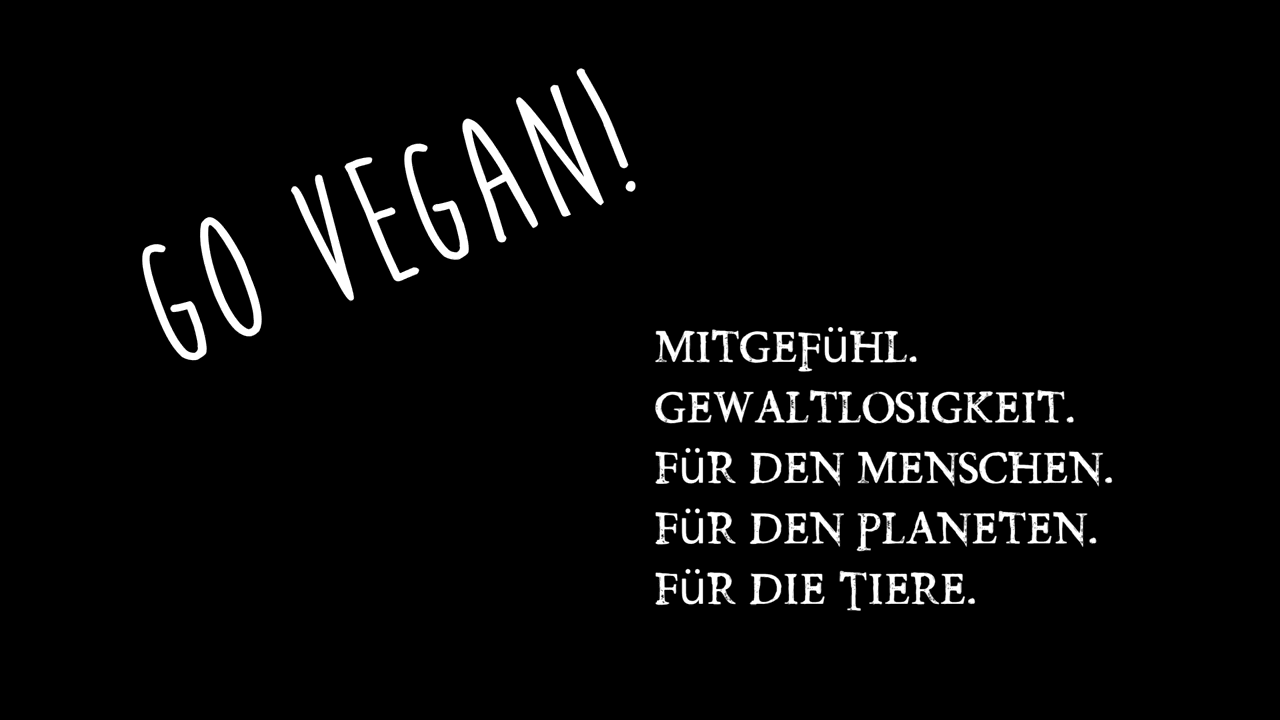 GO VEGAN!
MITGEFÜHL.
GEWALTLOSIGKEIT.
FÜR DEN MENSCHEN.
FÜR DEN PLANETEN.
FÜR DIE TIERE.